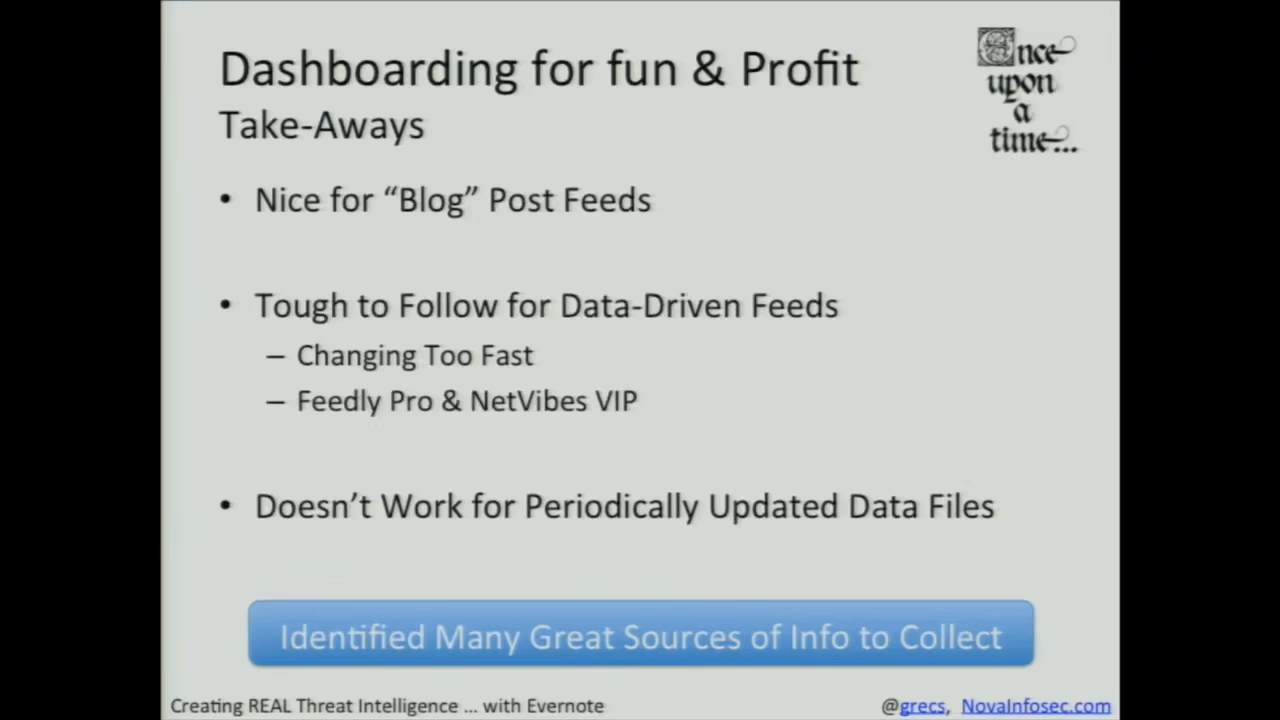 Dashboarding for fun & Profit
Take-Aways
Once
upon
a
time...
• Nice for “Blog” Post Feeds
• Tough to Follow for Data-Driven Feeds
– Changing Too Fast
– Feedly Pro & NetVibes VIP
• Doesn’t Work for Periodically Updated Data Files
Identified Many Great Sources of Info to Collect
Creating REAL Threat Intelligence ... with Evernote
@grecs, NovaInfosec.com